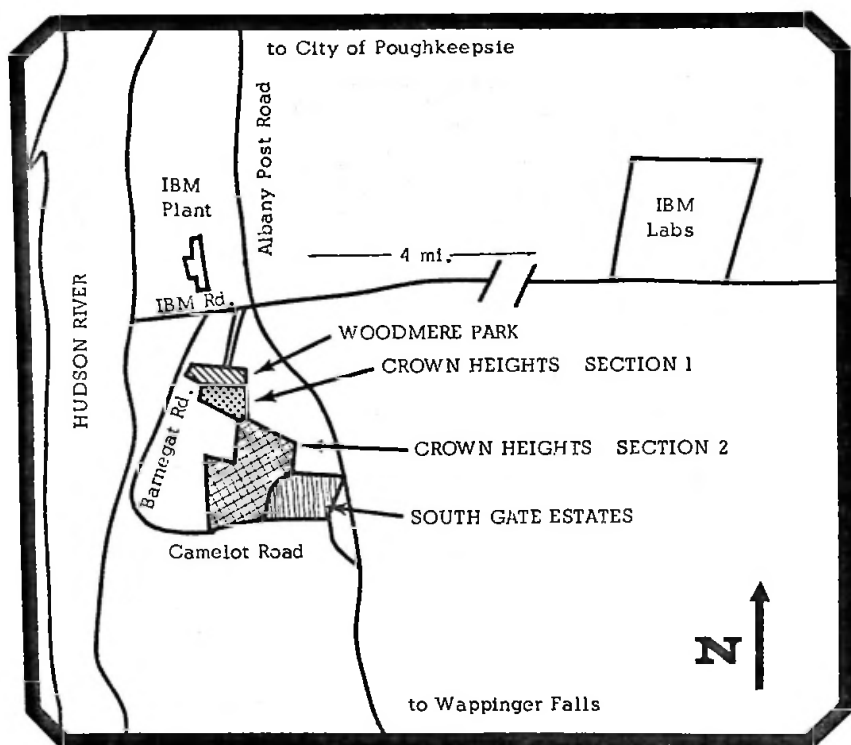 to City of Poughkeepsie
Albany Post Road
IBM
Plant
IBM
Labs
4 mi.
IBM Rd.
HUDSON RIVER
WOODMERE PARK
CROWN HEIGHTS SECTION 1
Barnegat Rd.
CROWN HEIGHTS SECTION 2
SOUTH GATE ESTATES
Camelot Road
N
to Wappinger Falls